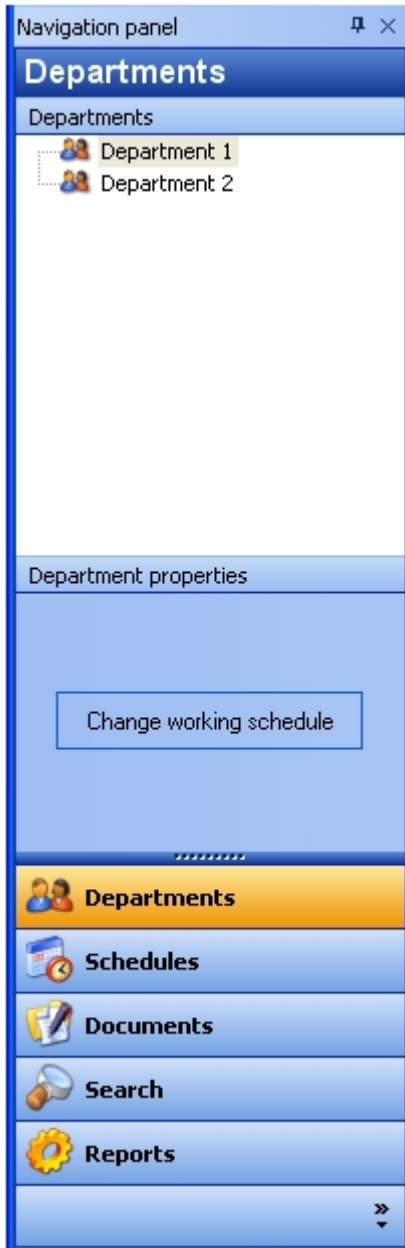 Navigation panel
Departments
Departments
Department 1
Department 2
Department properties
Change working schedule
Departments
Schedules
Documents
Search
Reports